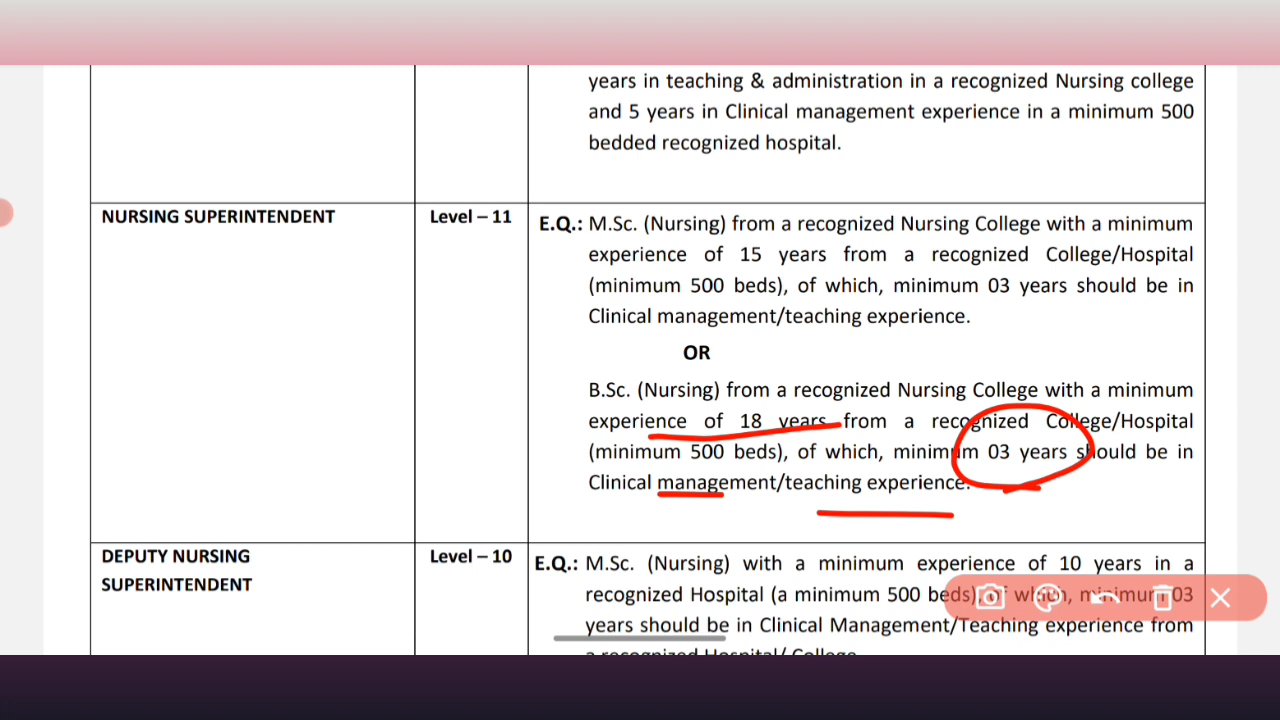 years in teaching & administration in a recognized Nursing college
and 5 years in Clinical management experience in a minimum 500
bedded recognized hospital.
NURSING SUPERINTENDENT
Level – 11
E.Q.: M.Sc. (Nursing) from a recognized Nursing College with a minimum
experience of 15 years from a recognized College/Hospital
(minimum 500 beds), of which, minimum 03 years should be in
Clinical management/teaching experience.
OR
B.Sc. (Nursing) from a recognized Nursing College with a minimum
experience of 18 years from a recognized College/Hospital
(minimum 500 beds), of which, minimum 03 years should be in
Clinical management/teaching experience.
DEPUTY NURSING
SUPERINTENDENT
Level – 10
E.Q.: M.Sc. (Nursing) with a minimum experience of 10 years in a
recognized Hospital (a minimum 500 beds), of which, minimum 03
years should be in Clinical Management/Teaching experience from
a recognized Hospital/ College